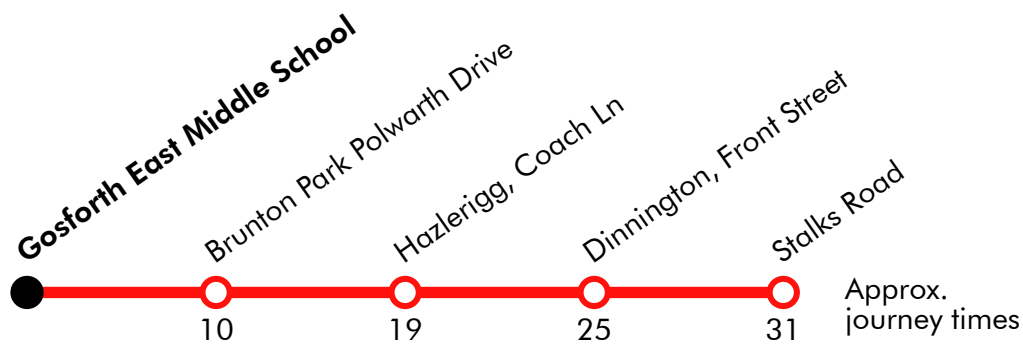 Gosforth East Middle School
Brunton Park Polwarth Drive
Hazlerigg, Coach Ln
Dinnington, Front Street
Stalks Road
10
19
25
31
Approx.
journey times